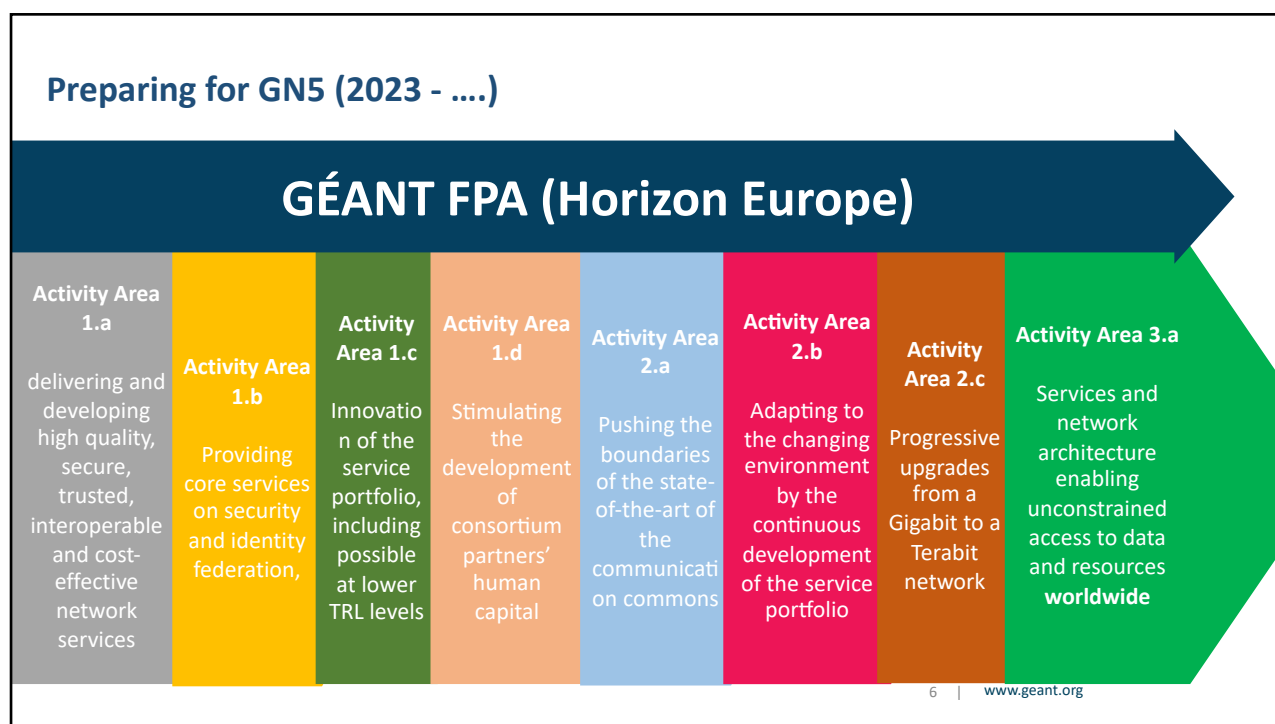 Preparing for GN5 (2023 - ....)
GÉANT FPA (Horizon Europe)
Activity Area
1.a
delivering and
developing
high quality,
secure,
trusted,
interoperable
and cost-
effective
network
services
Activity Area
1.b
Providing
core services
on security
and identity
federation,
Activity
Area 1.c
Innovatio
n of the
service
portfolio,
including
possible
at lower
TRL levels
Activity Area
1.d
Stimulating
the
development
of
consortium
partners’
human
capital
Activity Area
2.a
Pushing the
boundaries
of the state-
of-the-art of
the
communicati
on commons
Activity Area
2.b
Adapting to
the changing
environment
by the
continuous
development
of the service
portfolio
Activity
Area 2.c
Progressive
upgrades
from a
Gigabit to a
Terabit
network
Activity Area 3.a
Services and
network
architecture
enabling
unconstrained
access to data
and resources
worldwide
6 | www.geant.org